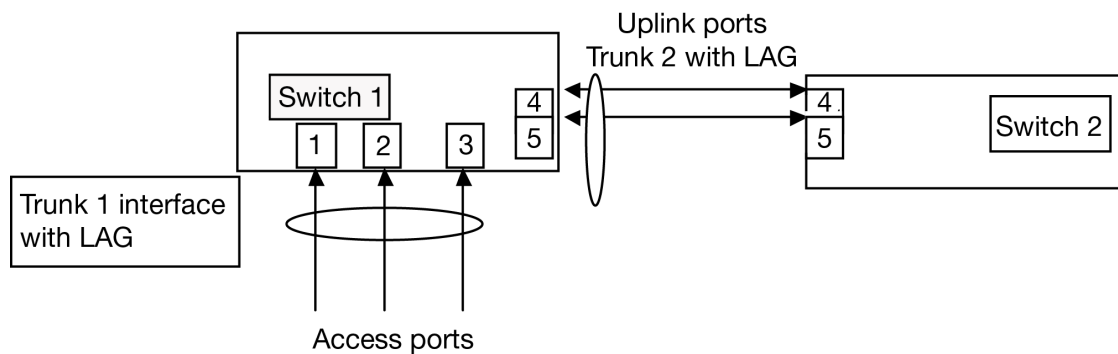 Uplink ports
Trunk 2 with LAG
Switch 1
4
5
1
2
3
4
5
Switch 2
Trunk 1 interface
with LAG
Access ports